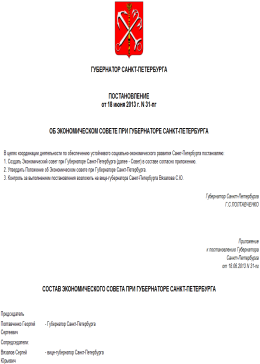 ГУБЕРНАТОР САНКТ-ПЕТЕРБУРГА
ПОСТАНОВЛЕНИЕ
от 18 июня 2013 г. N 31-пг
ОБ ЭКОНОМИЧЕСКОМ СОВЕТЕ ПРИ ГУБЕРНАТОРЕ САНКТ-ПЕТЕРБУРГА
В целях координации деятельности по обеспечению устойчивого социально-экономического развития Санкт-Петербурга постановляю:
1. Создать Экономический совет при Губернаторе Санкт-Петербурга (далее - Совет) в составе согласно приложению.
2. Утвердить Положение об Экономическом совете при Губернаторе Санкт-Петербурга.
3. Контроль за выполнением постановления возложить на вице-губернатора Санкт-Петербурга Вязалова С.Ю.
Губернатор Санкт-Петербурга
Г.С.ПОЛТАВЧЕНКО
Приложение
к постановлению Губернатора
Санкт-Петербурга
от 18.06.2013 N 31-пг
СОСТАВ ЭКОНОМИЧЕСКОГО СОВЕТА ПРИ ГУБЕРНАТОРЕ САНКТ-ПЕТЕРБУРГА
Председатель
Полтавченко Георгий - Губернатор Санкт-Петербурга
Сергеевич
Сопредседатели
Вязалов Сергей - вице-губернатор Санкт-Петербурга
Юрьевич